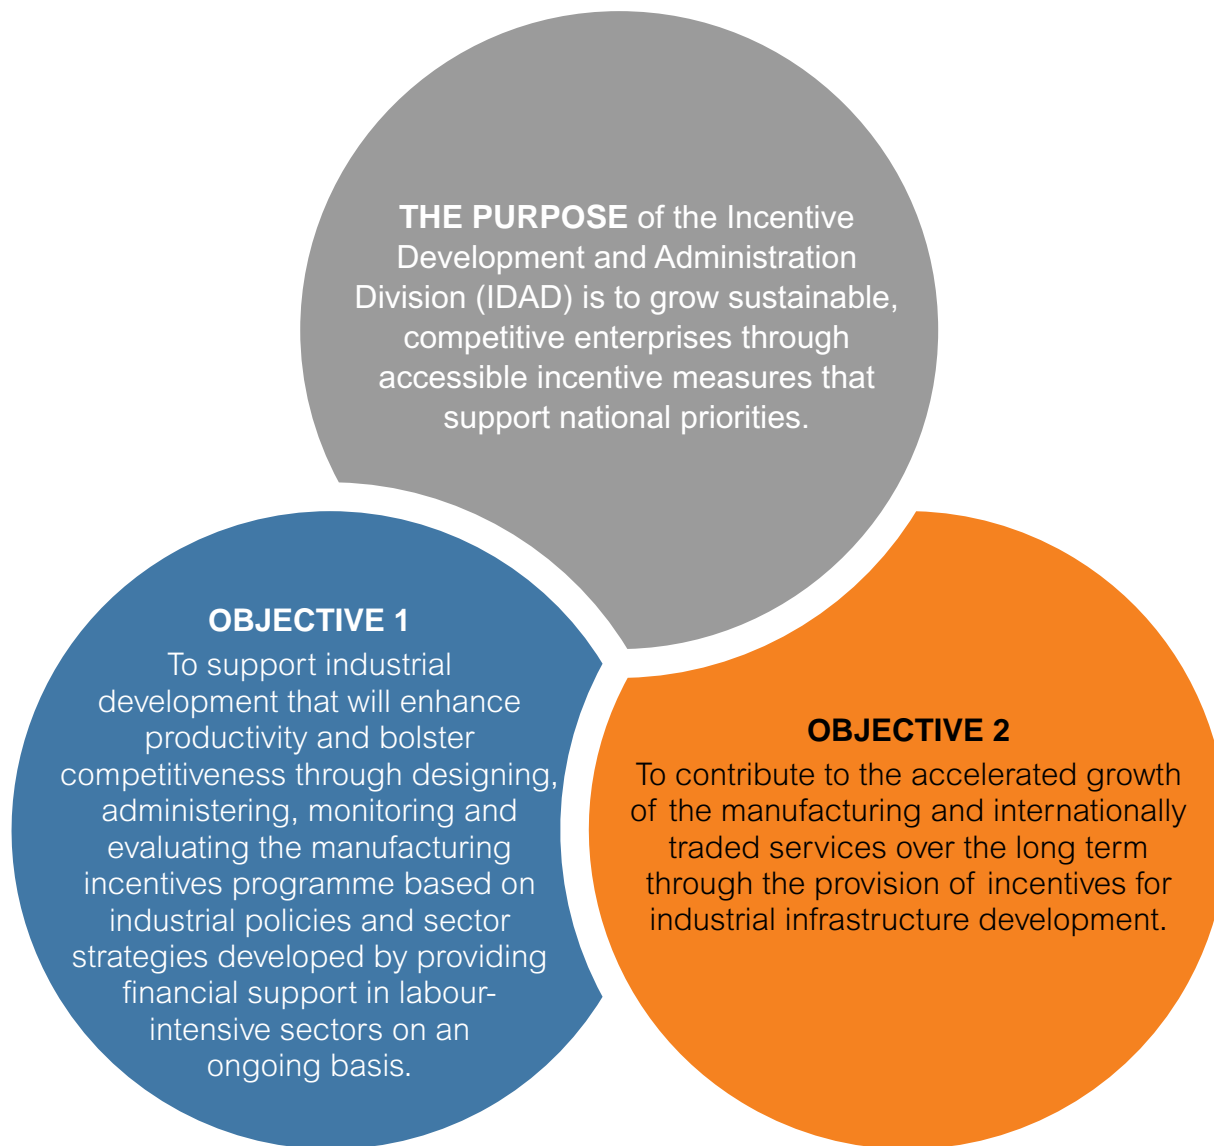 THE PURPOSE of the Incentive
Development and Administration
Division (IDAD) is to grow sustainable,
competitive enterprises through
accessible incentive measures that
support national priorities.
OBJECTIVE 1
To support industrial
development that will enhance
productivity and bolster
competitiveness through designing,
administering, monitoring and
evaluating the manufacturing
incentives programme based on
industrial policies and sector
strategies developed by providing
financial support in labour-
intensive sectors on an
ongoing basis.
OBJECTIVE 2
To contribute to the accelerated growth
of the manufacturing and internationally
traded services over the long term
through the provision of incentives for
industrial infrastructure development.